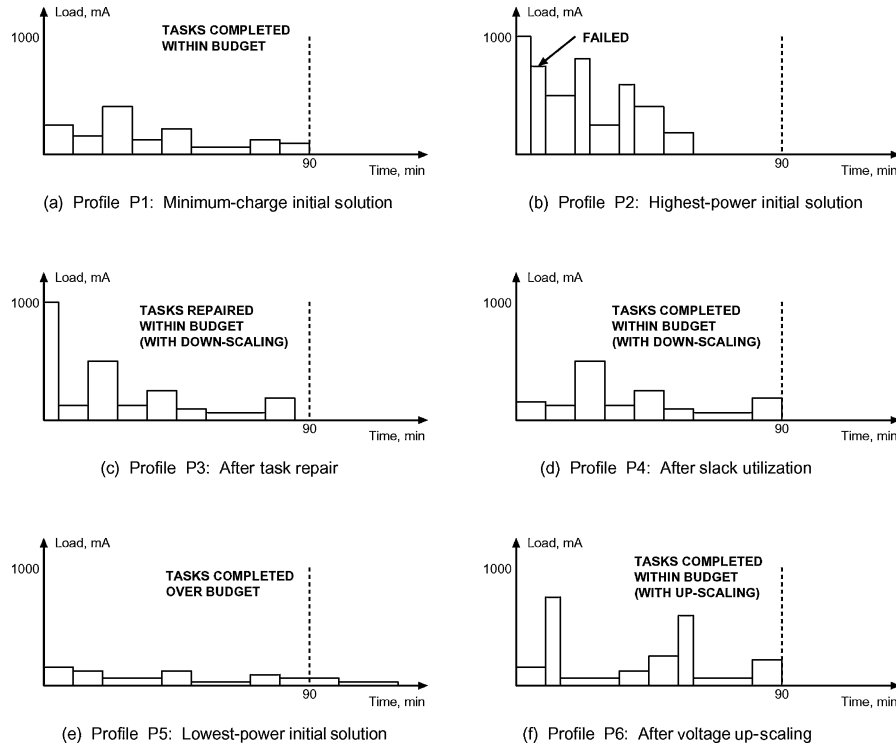 Load, mA
1000
TASKS COMPLETED
WITHIN BUDGET
90
Time, min
(a) Profile P1: Minimum-charge initial solution
Load, mA
1000
FAILED
90
Time, min
(b) Profile P2: Highest-power initial solution
Load, mA
1000
TASKS REPAIRED
WITHIN BUDGET
(WITH DOWN-SCALING)
90
Time, min
(c) Profile P3: After task repair
Load, mA
1000
TASKS COMPLETED
WITHIN BUDGET
(WITH DOWN-SCALING)
90
Time, min
(d) Profile P4: After slack utilization
Load, mA
1000
TASKS COMPLETED
OVER BUDGET
90
Time, min
(e) Profile P5: Lowest-power initial solution
Load, mA
1000
TASKS COMPLETED
WITHIN BUDGET
(WITH UP-SCALING)
90
Time, min
(f) Profile P6: After voltage up-scaling